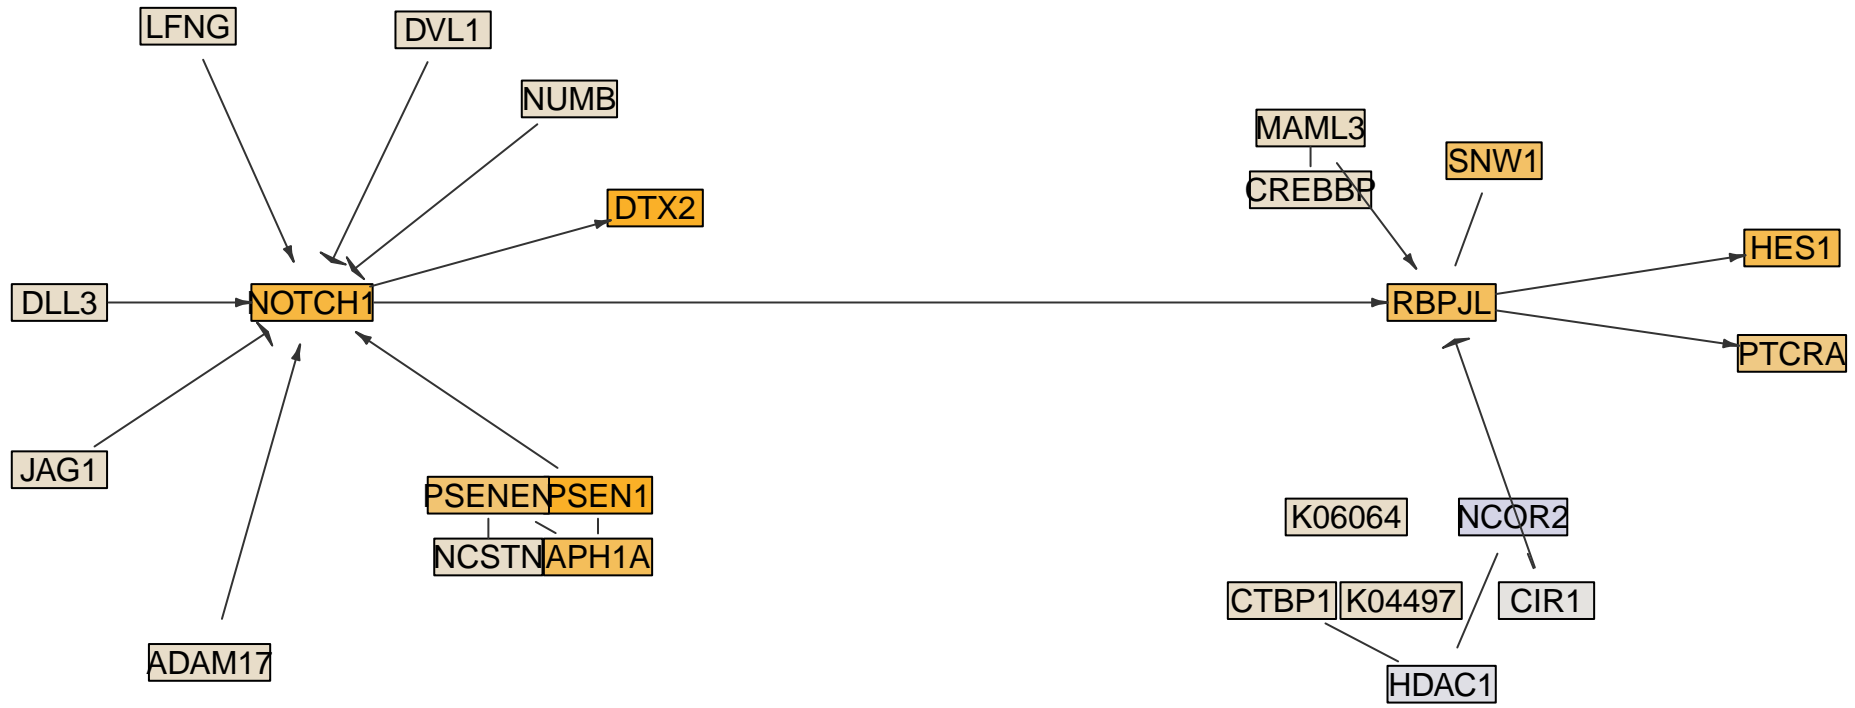 LFNG
DVL1
NUMB
MAML3
SNW1
CREBBP
DTX2
HES1
DLL3
NOTCH1
RBPJL
PTCRA
JAG1
PSENEN
PSEN1
K06064
NCOR2
NCSTN
APH1A
CTBP1
K04497
CIR1
ADAM17
HDAC1